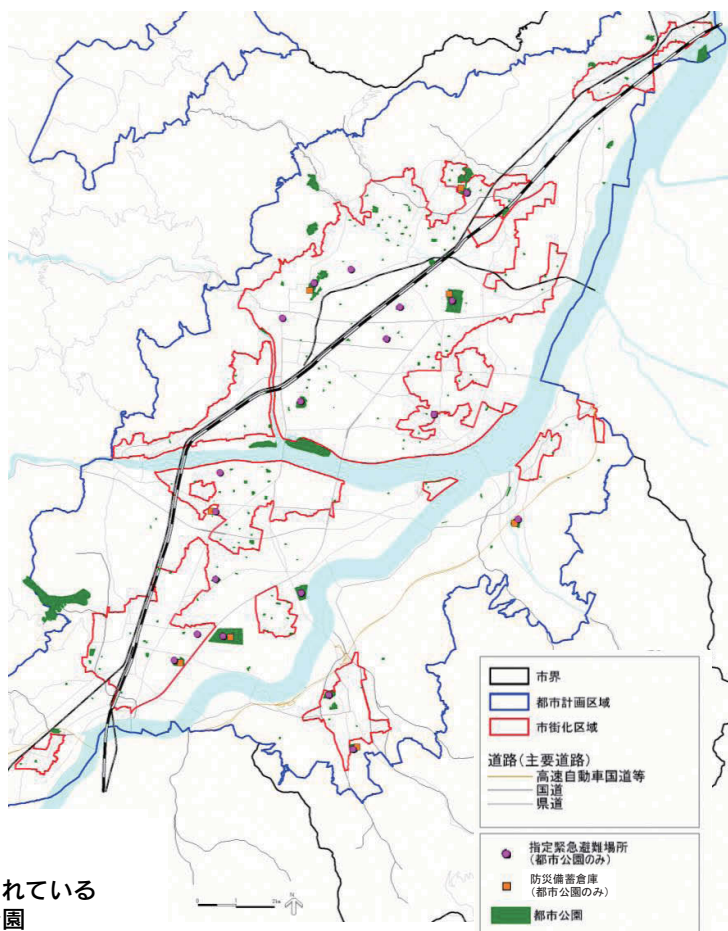 市界
都市計画区域
市街化区域
道路(主要道路)
高速自動車国道等
国道
県道
指定緊急避難場所
(都市公園のみ)
防災備蓄倉庫
(都市公園のみ)
都市公園
れている
園
0 1 2km
N